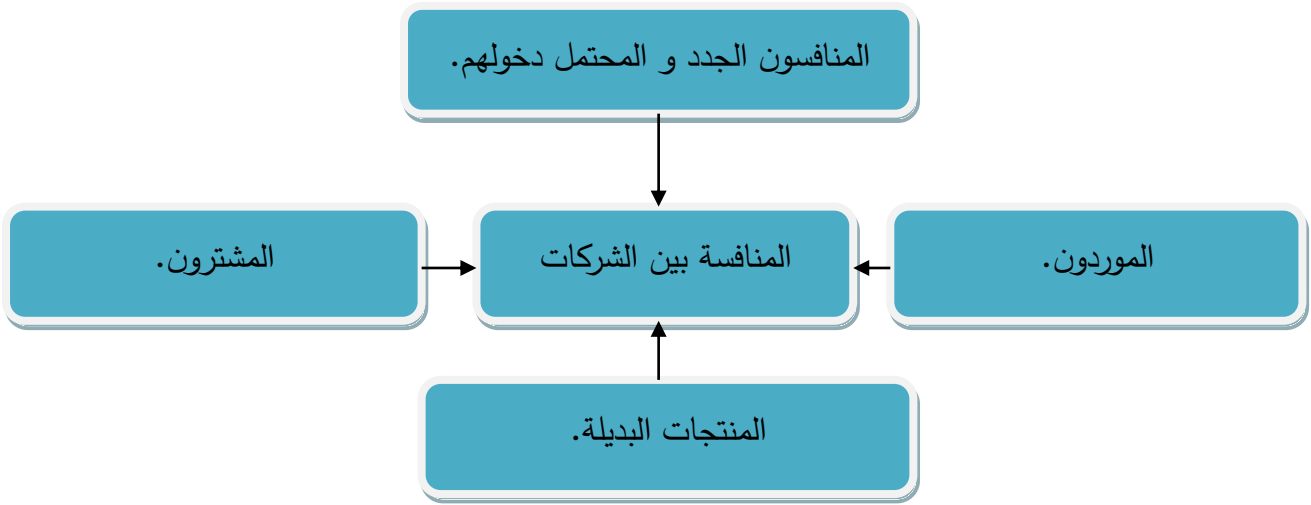 المنافسون الجدد و المحتمل دخولهم.
الموردون.
المنافسة بين الشركات
المشترون.
المنتجات البديلة.